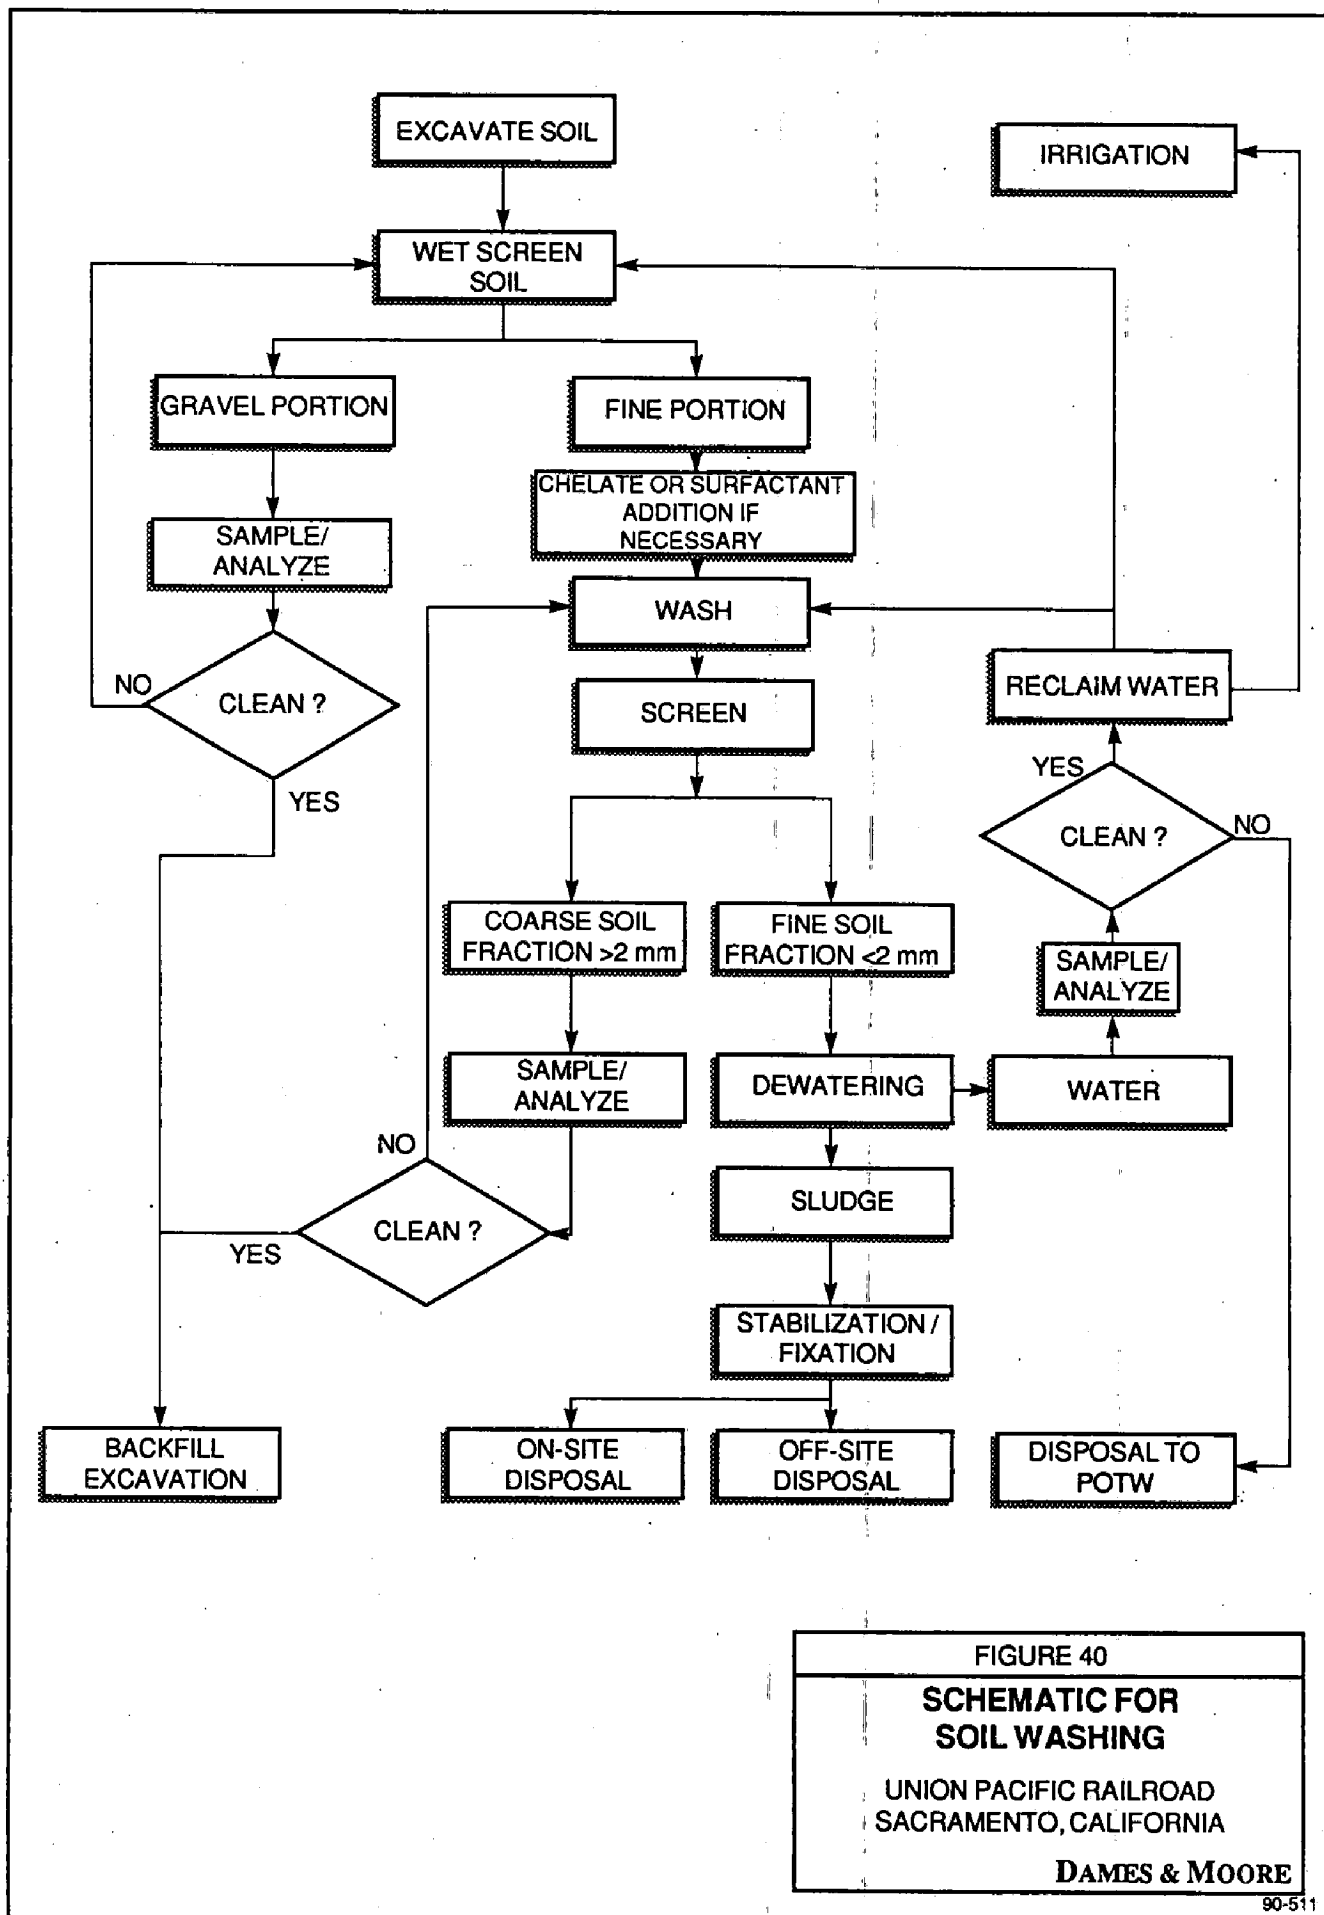 EXCAVATE SOIL
IRRIGATION
WET SCREEN
SOIL
GRAVEL PORTION
FINE PORTION
CHELATE OR SURFACTANT
ADDITION IF
NECESSARY
SAMPLE/
ANALYZE
WASH
NO
CLEAN ?
YES
SCREEN
RECLAIM WATER
YES
CLEAN ?
NO
COARSE SOIL
FRACTION >2 mm
FINE SOIL
FRACTION <2 mm
SAMPLE/
ANALYZE
SAMPLE/
ANALYZE
DEWATERING
WATER
NO
CLEAN ?
YES
SLUDGE
STABILIZATION /
FIXATION
BACKFILL
EXCAVATION
ON-SITE
DISPOSAL
OFF-SITE
DISPOSAL
DISPOSAL TO
POTW
FIGURE 40
SCHEMATIC FOR
SOIL WASHING
UNION PACIFIC RAILROAD
SACRAMENTO, CALIFORNIA
DAMES & MOORE
90-511